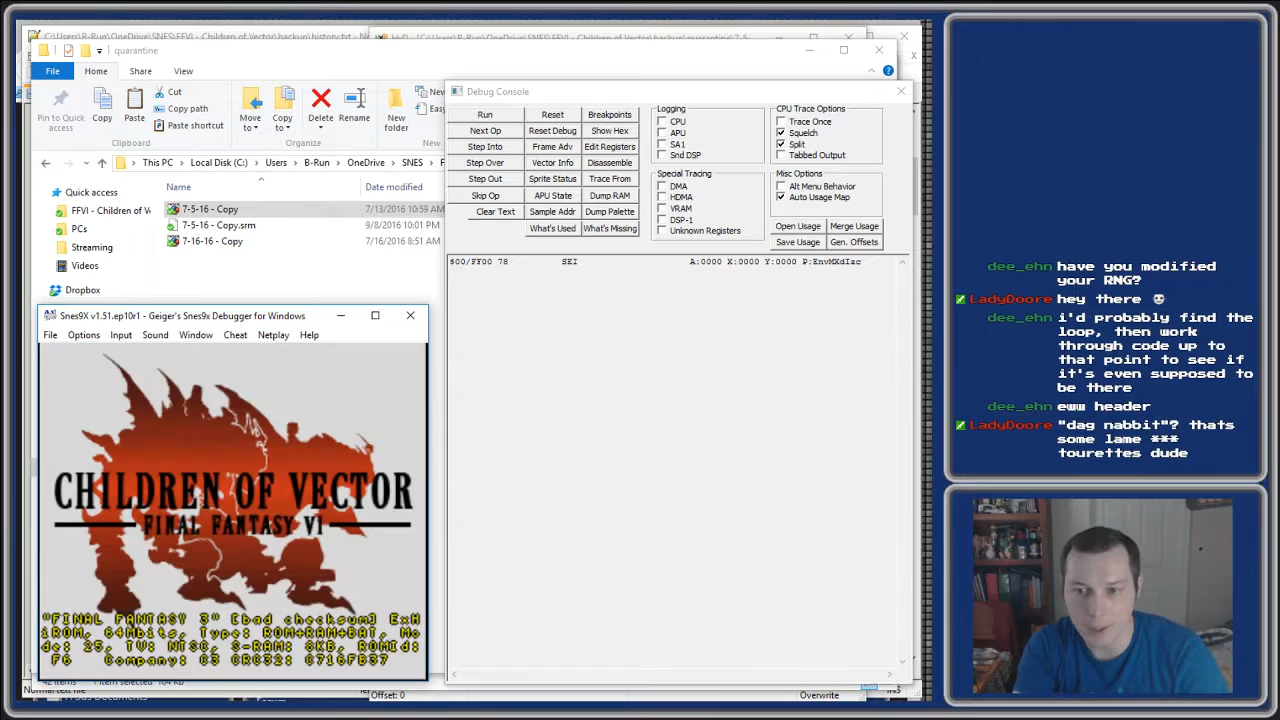 C:\Users\B-Run\OneDrive\SNES\FFVI - Children of Vector\backup\history.txt
quarantine
File
Home
Share
View
Pin to Quick access
Copy
Paste
Cut
Copy path
Paste shortcut
Clipboard
Move to
Copy to
Delete
Rename
Organize
New folder
This PC > Local Disk (C:) > Users > B-Run > OneDrive > SNES
Name
Date modified
Quick access
FFVI - Children of V
PCs
Streaming
Videos
Dropbox
7-5-16 - Copy
7/13/2016 10:59 AM
7-5-16 - Copy.srm
9/8/2016 10:01 PM
7-16-16 - Copy
7/16/2016 8:51 AM
Debug Console
Run
Reset
Breakpoints
Next Op
Reset Debug
Show Hex
Step Into
Frame Adv
Edit Registers
Step Over
Vector Info
Disassemble
Step Out
Sprite Status
Trace From
Skip Op
APU State
Dump RAM
Clear Text
Sample Addr
Dump Palette
What's Used
What's Missing
Logging
CPU
APU
SA1
Snd DSP
Special Tracing
DMA
HDMA
VRAM
DSP-1
Unknown Registers
CPU Trace Options
Trace Once
Squelch
Split
Tabbed Output
Misc Options
Alt Menu Behavior
Auto Usage Map
Open Usage
Merge Usage
Save Usage
Gen. Offsets
$00/FF00 78 SEI A:0000 X:0000 Y:0000 P:EnvMXdIzc
Snes9X v1.51.ep10r1 - Geiger's Snes9x Debugger for Windows
File Options Input Sound Window Cheat Netplay Help
CHILDREN OF VECTOR
FINAL FANTASY VI
"FINAL FANTASY 3" [bad checksum] ExH
iROM, 64Mbits, Type: ROM+RAM+BAT, Mo
de: 25, TV: NTSC, S-RAM: 8KB, ROMId:
F6 Company: C3 CRC32: C716FB37
Offset: 0
Overwrite
dee_ehn have you modified
your RNG?
LadyDoore hey there
dee_ehn i'd probably find the
loop, then work
through code up to
that point to see if
it's even supposed to
be there
dee_ehn eww header
LadyDoore "dag nabbit"? thats
some lame ***
tourettes dude